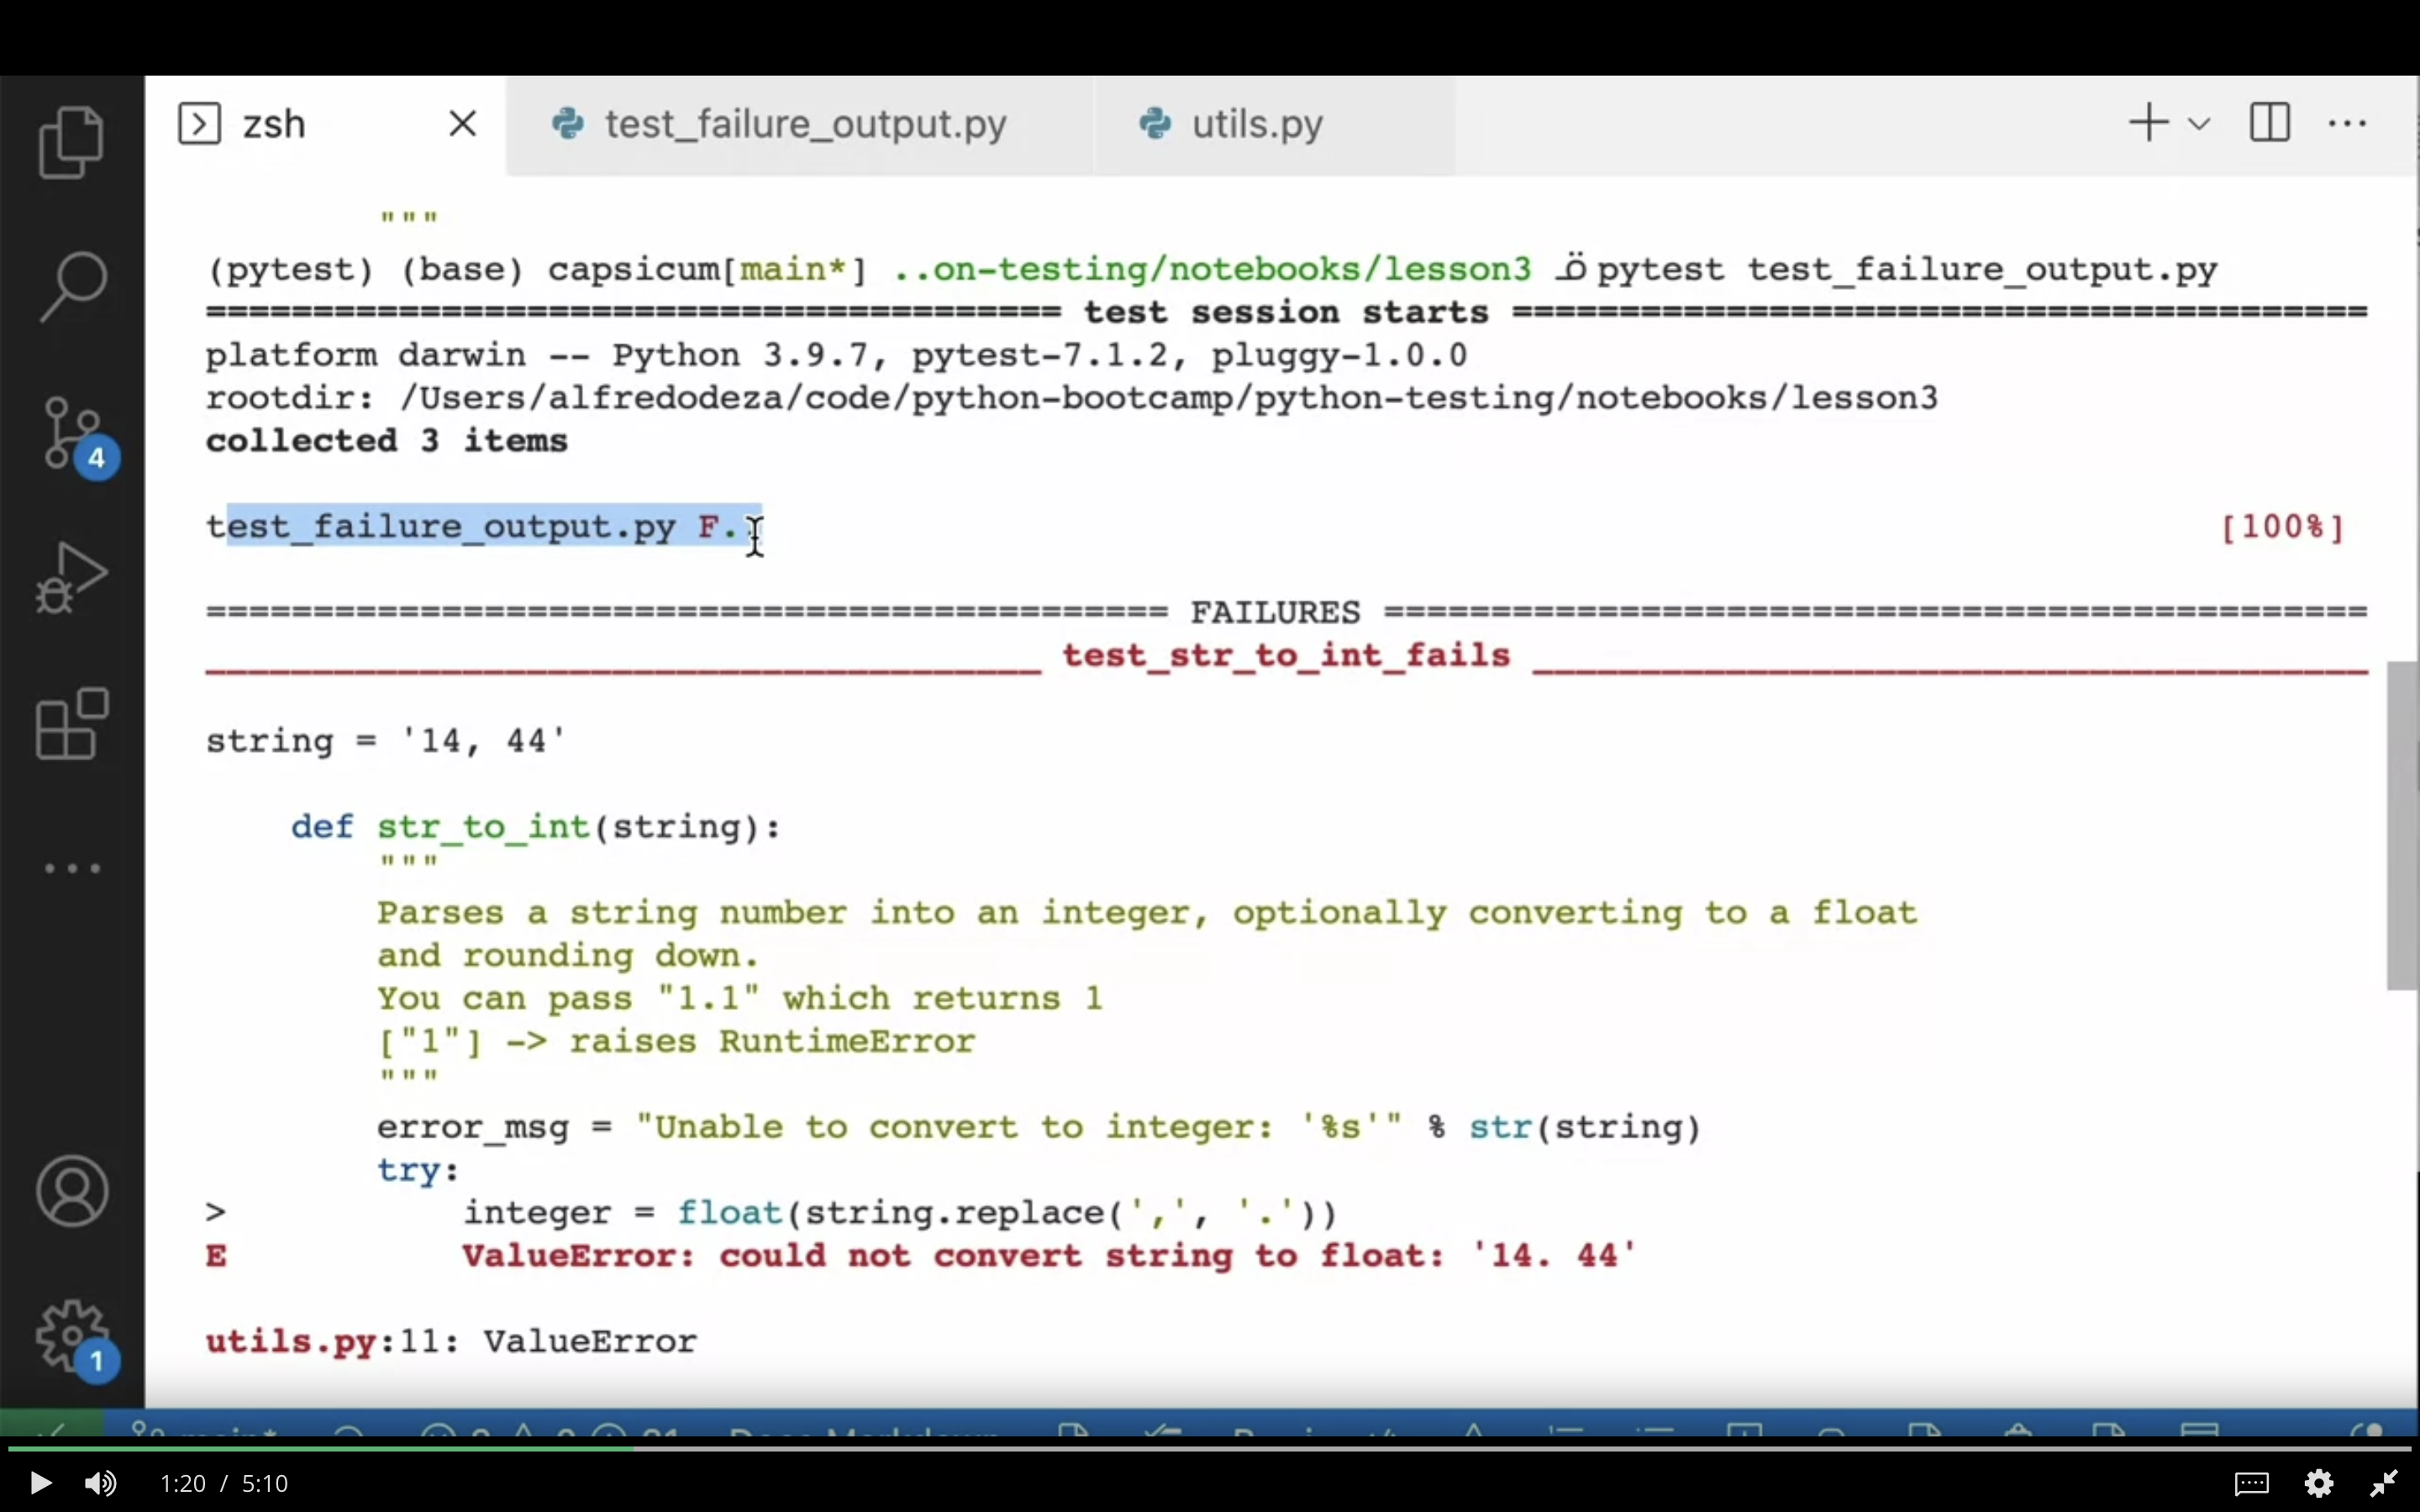 zsh test_failure_output.py utils.py
"""
(pytest) (base) capsicum[main*] ..on-testing/notebooks/lesson3 pytest test_failure_output.py
======================================== test session starts ========================================
platform darwin -- Python 3.9.7, pytest-7.1.2, pluggy-1.0.0
rootdir: /Users/alfredodeza/code/python-bootcamp/python-testing/notebooks/lesson3
collected 3 items
4
test_failure_output.py F.. [100%]
============================================= FAILURES ==============================================
_______________________________________ test_str_to_int_fails _______________________________________
string = '14, 44'
    def str_to_int(string):
        """
        Parses a string number into an integer, optionally converting to a float
        and rounding down.
        You can pass "1.1" which returns 1
        ["1"] -> raises RuntimeError
        """
        error_msg = "Unable to convert to integer: '%s'" % str(string)
        try:
>           integer = float(string.replace(',', '.'))
E           ValueError: could not convert string to float: '14. 44'
utils.py:11: ValueError
1
1:20 / 5:10